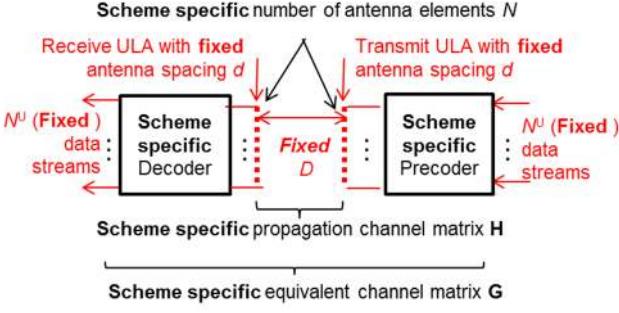 Scheme specific number of antenna elements N
Receive ULA with fixed
antenna spacing d
Transmit ULA with fixed
antenna spacing d
Nᵁ (Fixed )
data
streams
Scheme
specific
Decoder
Fixed
D
Scheme
specific
Precoder
Nᵁ (Fixed )
data
streams
Scheme specific propagation channel matrix H
Scheme specific equivalent channel matrix G